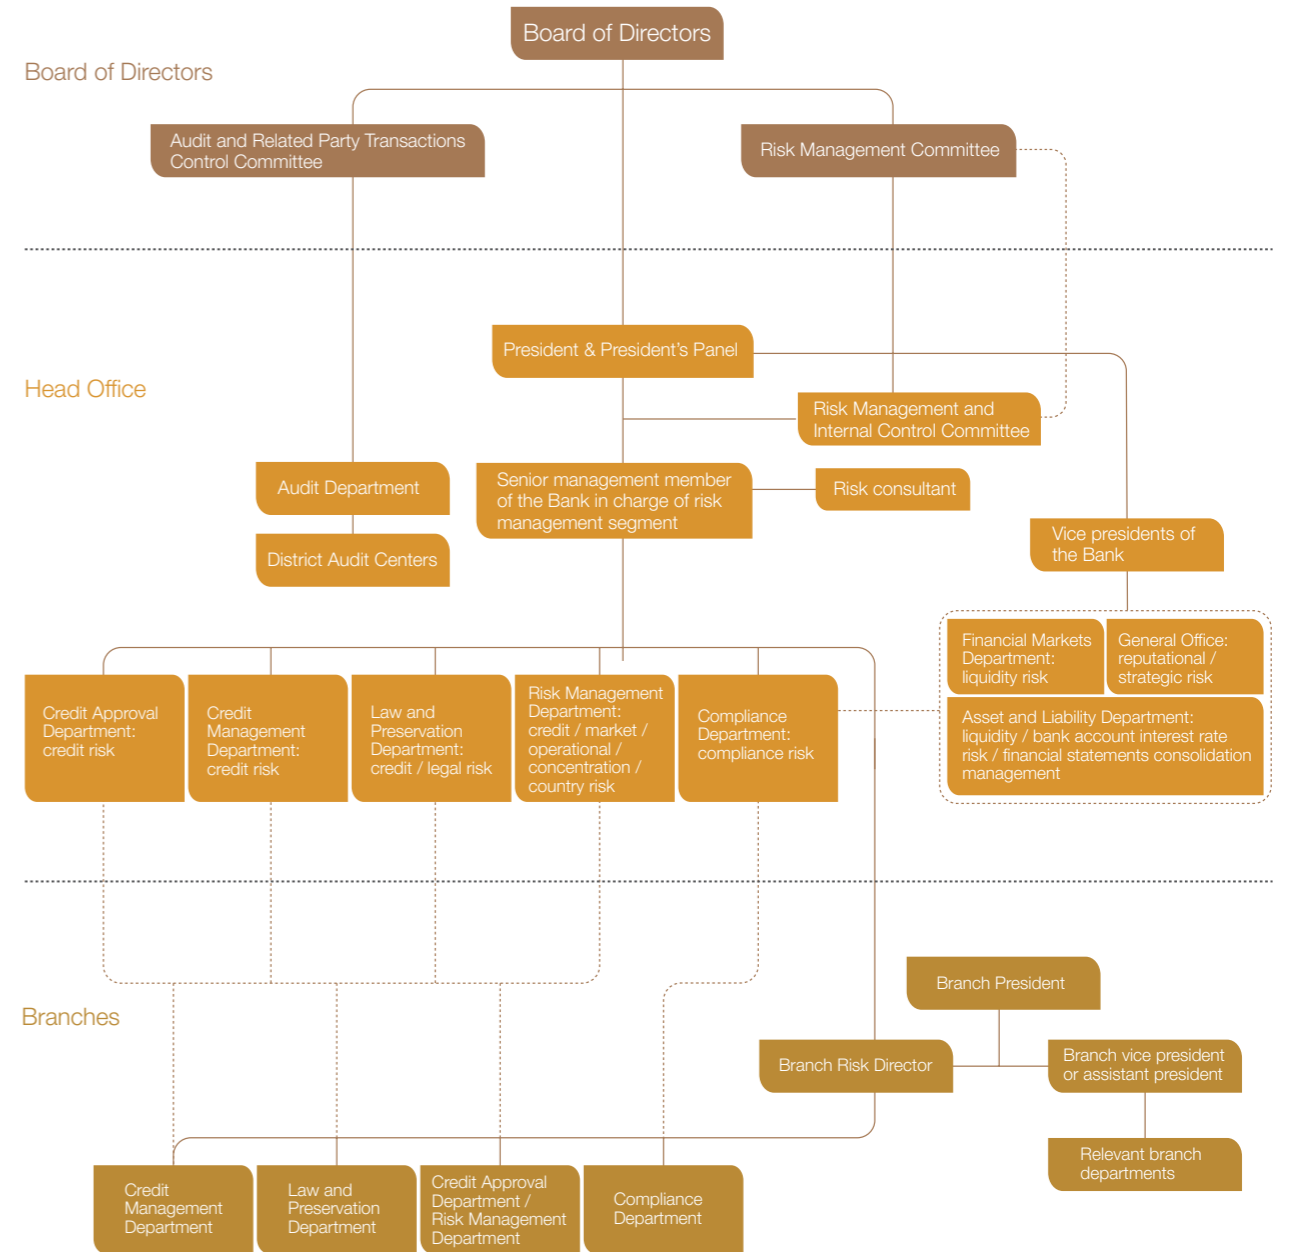 Board of Directors
Board of Directors
Audit and Related Party Transactions
Control Committee
Risk Management Committee
President & President's Panel
Head Office
Risk Management and
Internal Control Committee
Audit Department
Senior management member
of the Bank in charge of risk
management segment
Risk consultant
District Audit Centers
Vice presidents of
the Bank
Financial Markets
Department:
liquidity risk
General Office:
reputational /
strategic risk
Asset and Liability Department:
liquidity / bank account interest rate
risk / financial statements consolidation
management
Credit Approval
Department:
credit risk
Credit
Management
Department:
credit risk
Law and
Preservation
Department:
credit / legal risk
Risk Management
Department:
credit / market /
operational /
concentration /
country risk
Compliance
Department:
compliance risk
Branches
Branch President
Branch Risk Director
Branch vice president
or assistant president
Relevant branch
departments
Credit
Management
Department
Law and
Preservation
Department
Credit Approval
Department /
Risk Management
Department
Compliance
Department